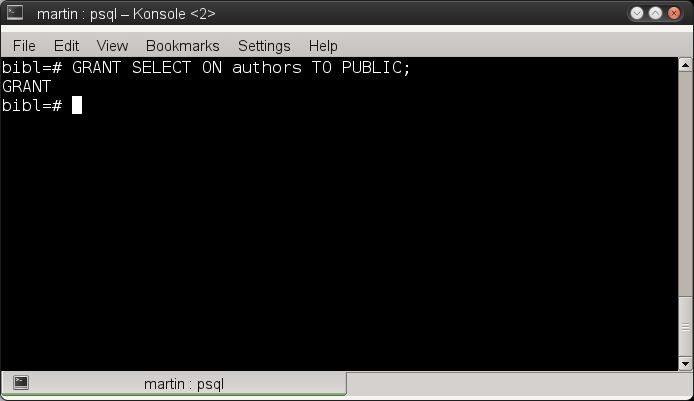 martin : psql – Konsole <2>
File Edit View Bookmarks Settings Help
bibl=# GRANT SELECT ON authors TO PUBLIC;
GRANT
bibl=#
martin : psql